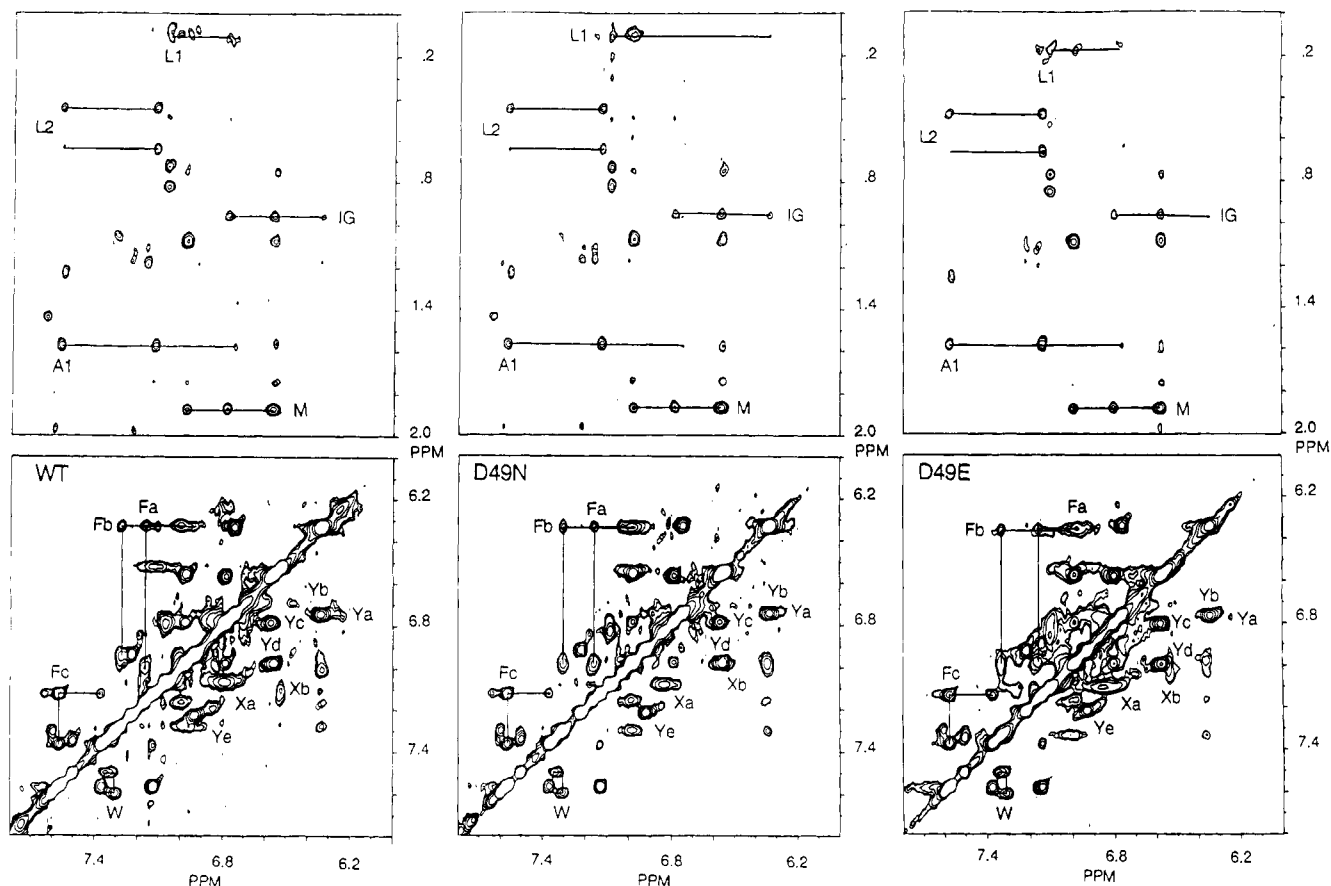 L1
.2
L2
.8
IG
1.4
A1
M
2.0
PPM
L1
.2
L2
.8
IG
1.4
A1
M
2.0
PPM
L1
.2
L2
.8
IG
1.4
A1
M
2.0
PPM
WT
6.2
Fb
Fa
Yb
Ya
6.8
Yc
Yd
Fc
Xa
Xb
Ye
7.4
W
7.4
6.8
6.2
PPM
D49N
6.2
Fb
Fa
Yb
Ya
6.8
Yc
Yd
Fc
Xa
Xb
Ye
7.4
W
7.4
6.8
6.2
PPM
D49E
6.2
Fb
Fa
Yb
Ya
6.8
Yc
Yd
Fc
Xa
Xb
Ye
7.4
W
7.4
6.8
6.2
PPM